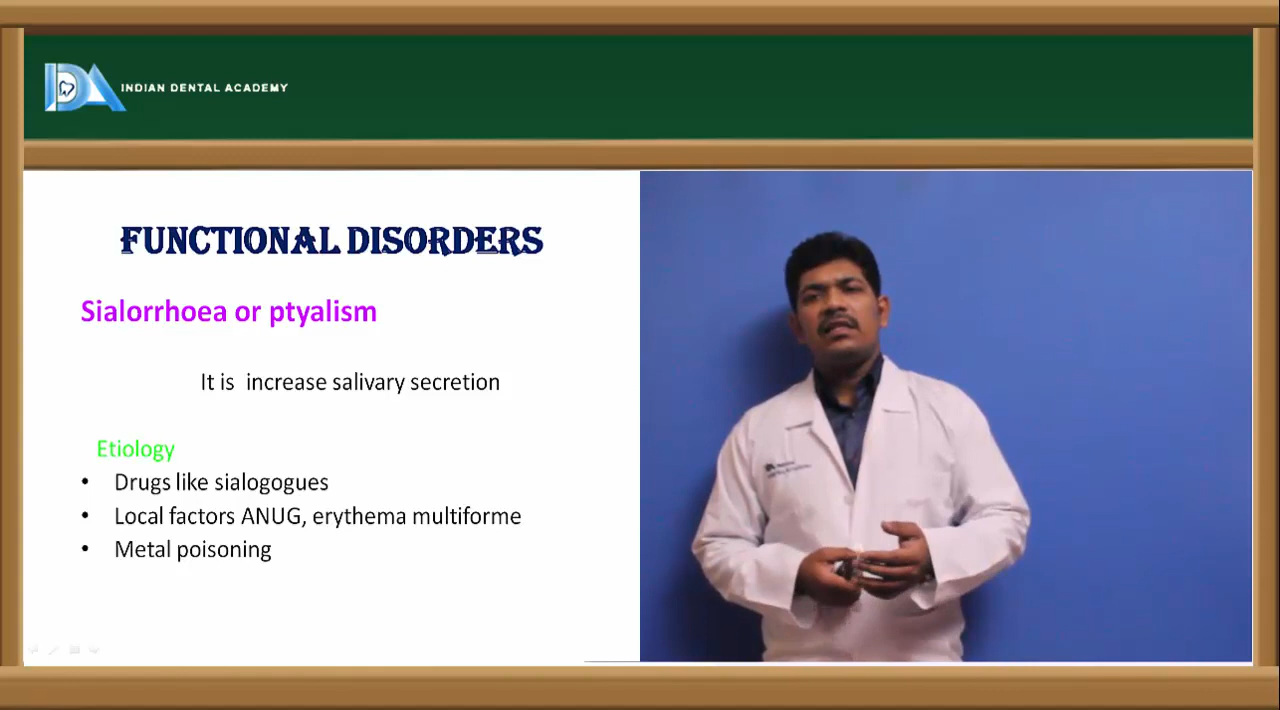 INDIAN DENTAL ACADEMY
FUNCTIONAL DISORDERS
Sialorrhoea or ptyalism
It is increase salivary secretion
Etiology
• Drugs like sialogogues
• Local factors ANUG, erythema multiforme
• Metal poisoning